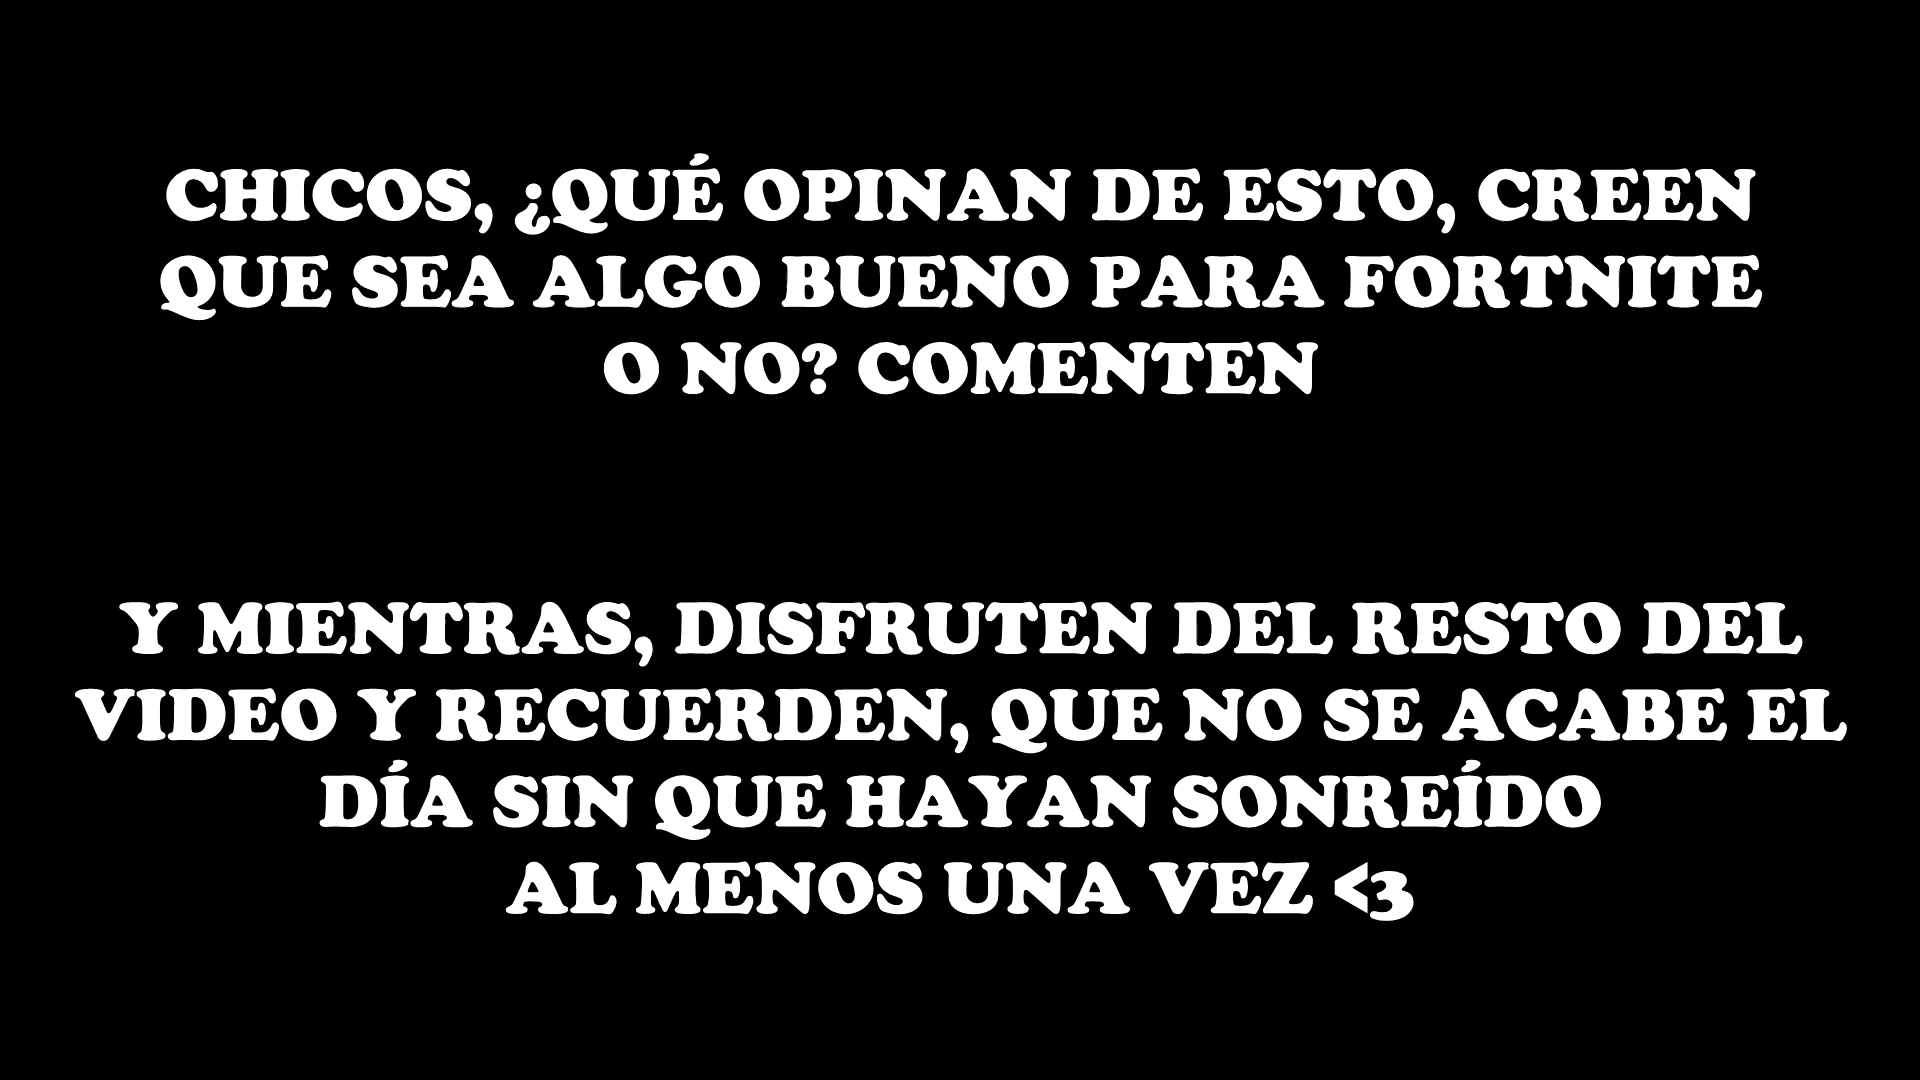 CHICOS, ¿QUÉ OPINAN DE ESTO, CREEN
QUE SEA ALGO BUENO PARA FORTNITE
O NO? COMENTEN
Y MIENTRAS, DISFRUTEN DEL RESTO DEL
VIDEO Y RECUERDEN, QUE NO SE ACABE EL
DÍA SIN QUE HAYAN SONREÍDO
AL MENOS UNA VEZ <3